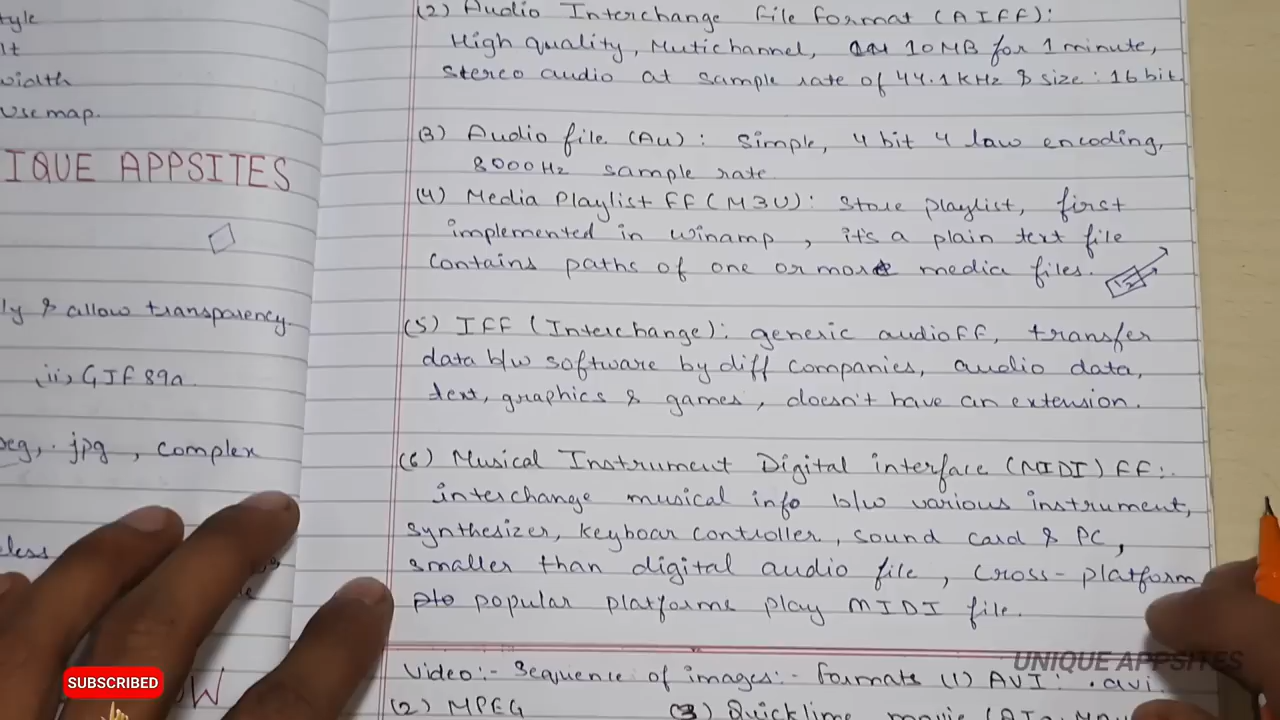 tyle
lt
width
usemap.
IQUE APPSITES
ly & allow transparency.
(ii) GIF89a.
peg, .jpg, complex
less
OW
(2) Audio Interchange File Format (AIFF):
High quality, Mutichannel, 10MB for 1 minute,
stereo audio at sample rate of 44.1 kHz & size: 16 bit
(3) Audio file (Au): Simple, 4 bit 4 law encoding,
8000Hz sample rate
(4) Media Playlist FF (M3U): Store playlist, first
implemented in winamp, it's a plain text file
contains paths of one or more media files.
(5) IFF (Interchange): generic audio FF, transfer
data b/w software by diff companies, audio data,
text, graphics & games, doesn't have an extension.
(6) Musical Instrument Digital interface (MIDI) FF:
interchange musical info b/w various instrument,
synthesizer, keyboar controller, sound card & PC,
smaller than digital audio file, cross-platform
popular platforms play MIDI file.
Video:- Sequence of images:- Formats (1) AVI: .avi
(2) MPEG (3) Quicktime movie
UNIQUE APPSITES
SUBSCRIBED